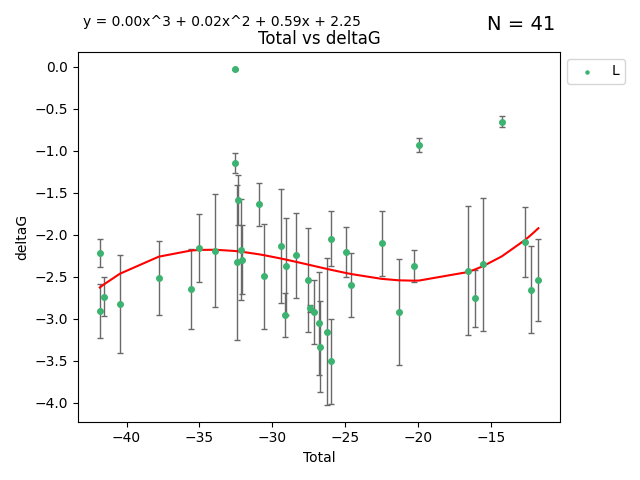 y = 0.00x^3 + 0.02x^2 + 0.59x + 2.25
N = 41
Total vs deltaG
L
deltaG
0.0
−0.5
−1.0
−1.5
−2.0
−2.5
−3.0
−3.5
−4.0
−40 −35 −30 −25 −20 −15
Total